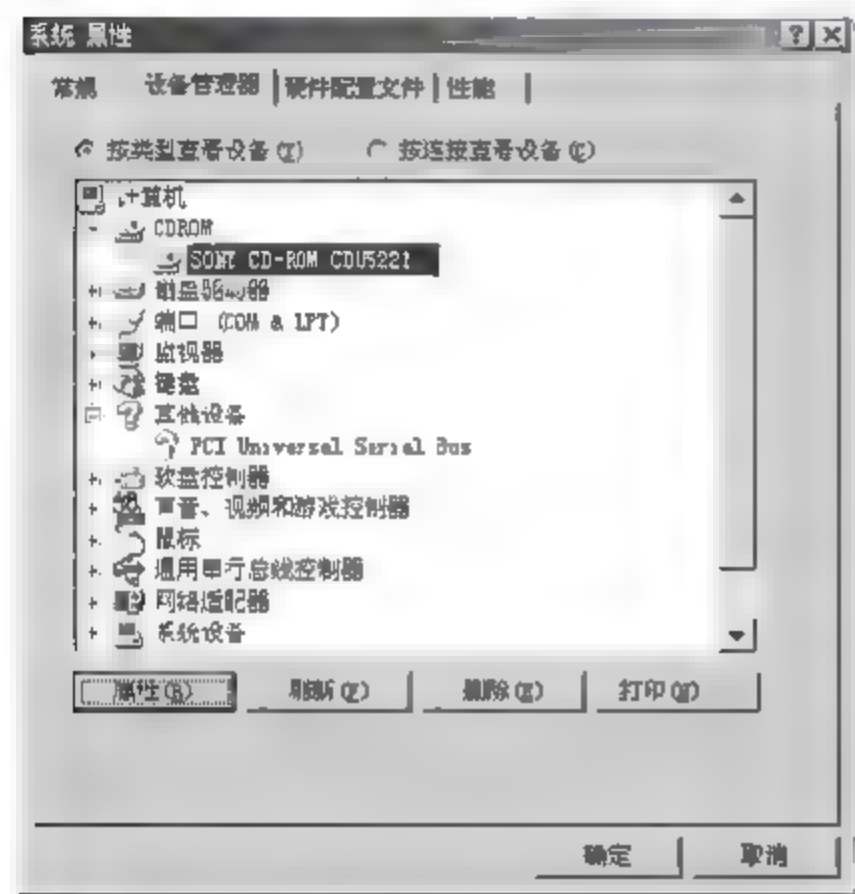 系统 属性
常规 设备管理器 硬件配置文件 性能
按类型查看设备(T) 按连接查看设备(C)
计算机
CDROM
SONY CD-ROM CDU5221
磁盘驱动器
端口 (COM & LPT)
监视器
键盘
其他设备
PCI Universal Serial Bus
软盘控制器
声音、视频和游戏控制器
鼠标
通用串行总线控制器
网络适配器
系统设备
属性(R) 刷新(F) 删除(E) 打印(N)
确定 取消